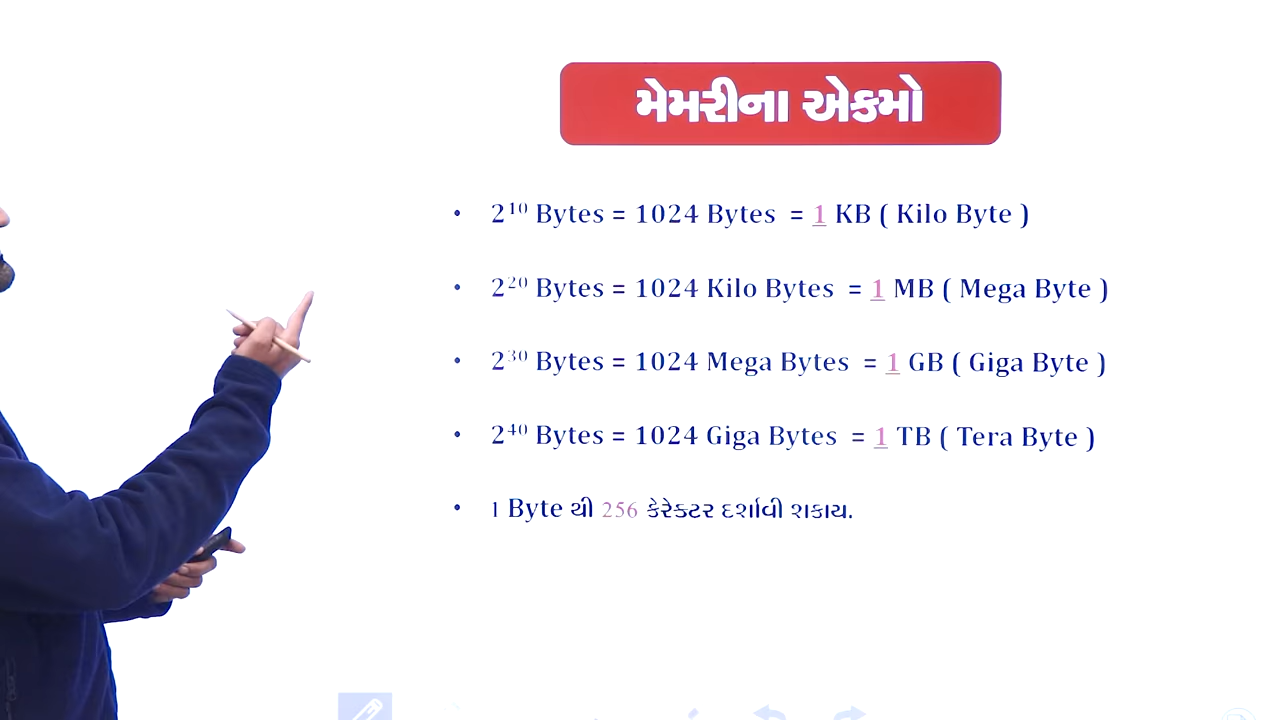 મેમરીના એકમો
• 2¹⁰ Bytes = 1024 Bytes = 1 KB ( Kilo Byte )
• 2²⁰ Bytes = 1024 Kilo Bytes = 1 MB ( Mega Byte )
• 2³⁰ Bytes = 1024 Mega Bytes = 1 GB ( Giga Byte )
• 2⁴⁰ Bytes = 1024 Giga Bytes = 1 TB ( Tera Byte )
• 1 Byte થી 256 કેરેક્ટર દર્શાવી શકાય.